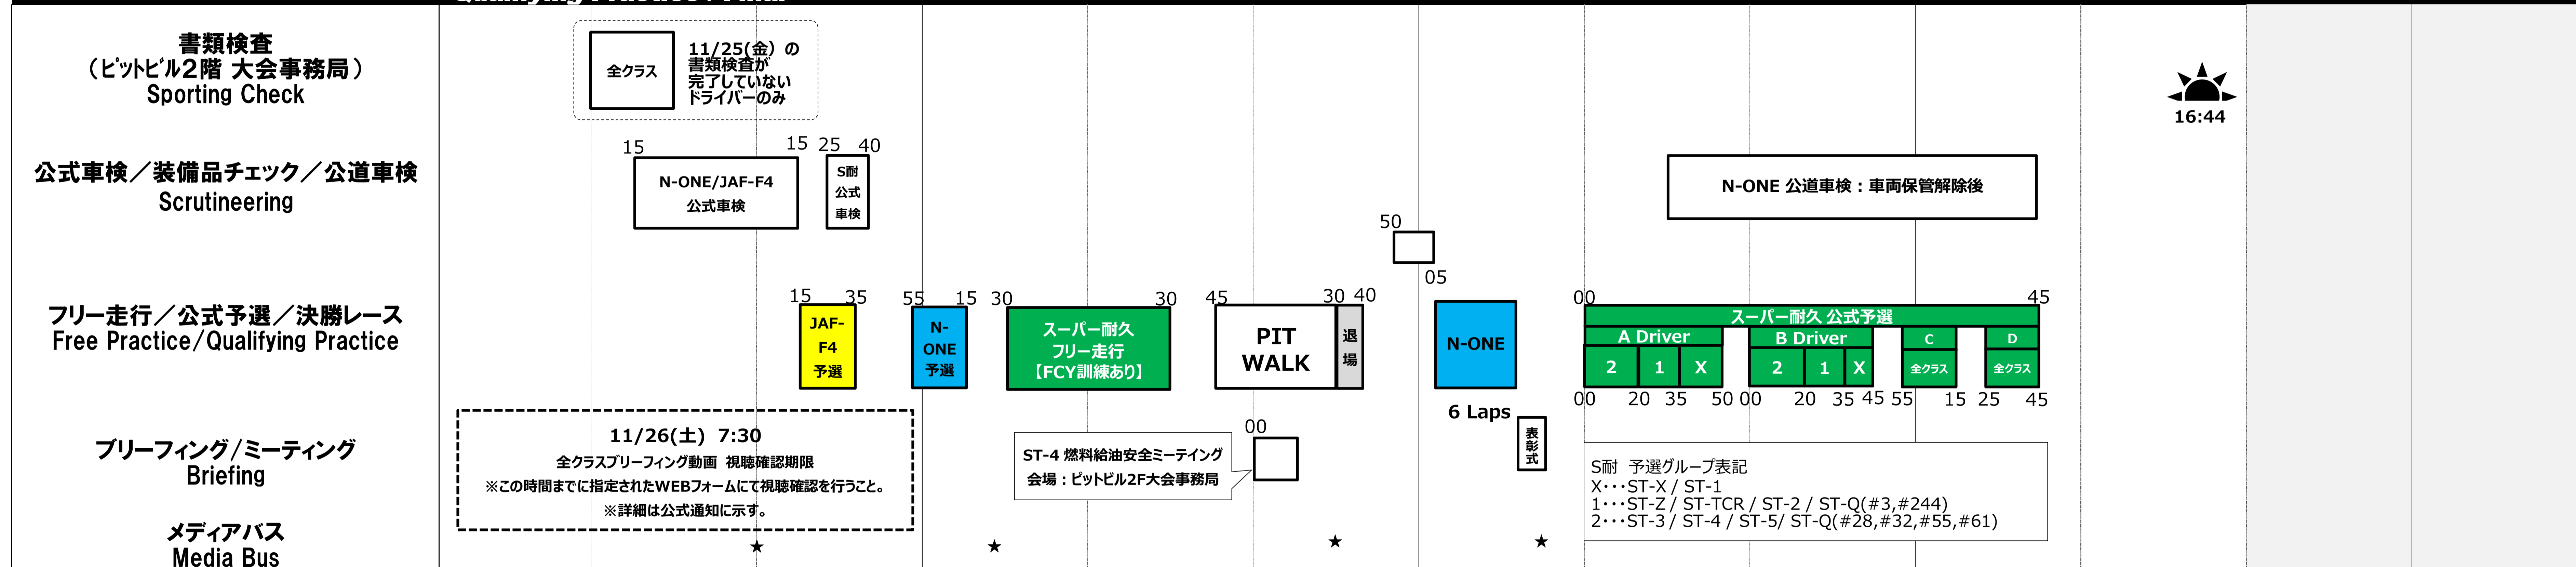 書類検査
（ピットビル2階 大会事務局）
Sporting Check
全クラス
11/25(金）の
書類検査が
完了していない
ドライバーのみ
16:44
公式車検／装備品チェック／公道車検
Scrutineering
15
15
25
40
N-ONE/JAF-F4
公式車検
S耐
公式
車検
N-ONE 公道車検：車両保管解除後
50
05
フリー走行／公式予選／決勝レース
Free Practice/Qualifying Practice
15
35
JAF-
F4
予選
55
15
N-
ONE
予選
30
30
スーパー耐久
フリー走行
【FCY訓練あり】
45
30
40
PIT
WALK
退
場
N-ONE
6 Laps
00
45
スーパー耐久 公式予選
A Driver
B Driver
C
D
2
1
X
2
1
X
全クラス
全クラス
00
20
35
50
00
20
35
45
55
15
25
45
ブリーフィング/ミーティング
Briefing
11/26(土) 7:30
全クラスブリーフィング動画 視聴確認期限
※この時間までに指定されたWEBフォームにて視聴確認を行うこと。
※詳細は公式通知に示す。
ST-4 燃料給油安全ミーテイング
会場：ピットビル2F大会事務局
00
表
彰
式
S耐 予選グループ表記
X･･･ST-X / ST-1
1･･･ST-Z / ST-TCR / ST-2 / ST-Q(#3,#244)
2･･･ST-3 / ST-4 / ST-5/ ST-Q(#28,#32,#55,#61)
メディアバス
Media Bus
★
★
★
★